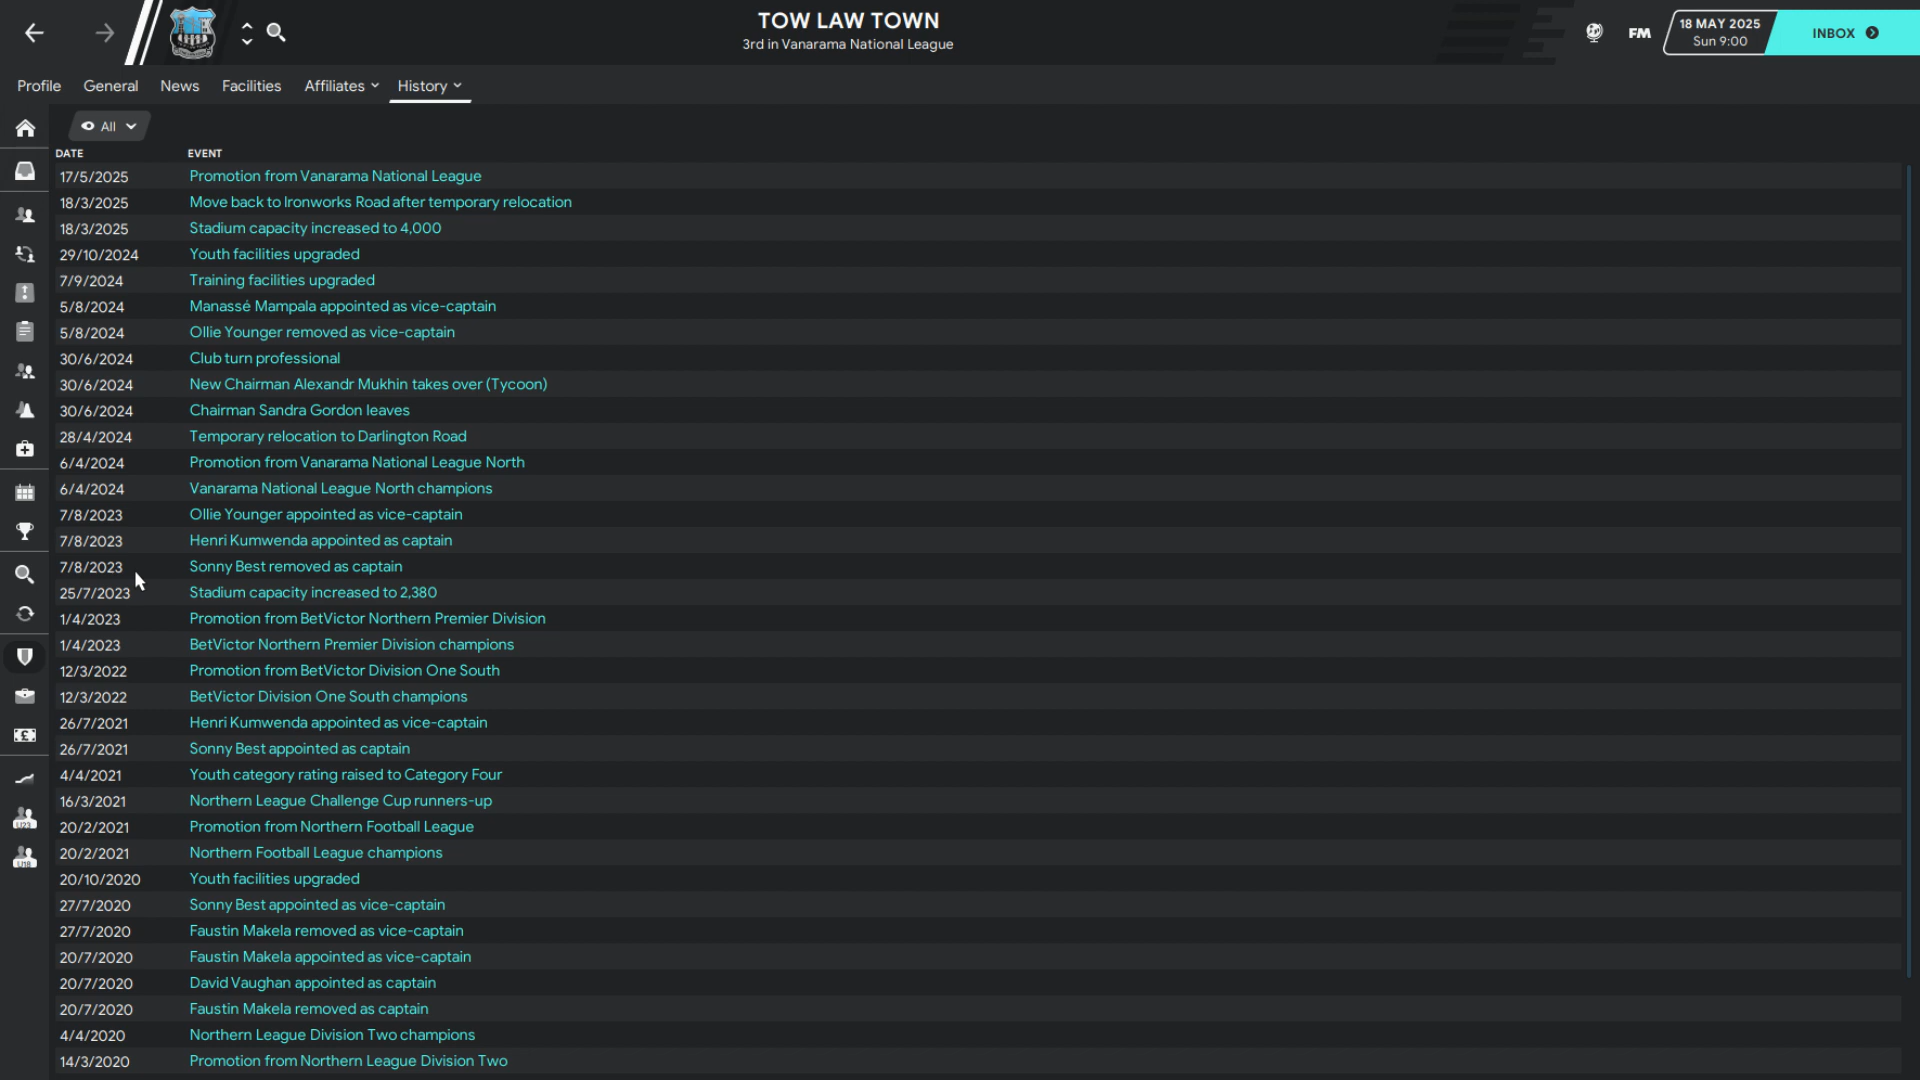 TOW LAW TOWN
3rd in Vanarama National League
FM
18 MAY 2025
Sun 9:00
INBOX
Profile General News Facilities Affiliates History
All
DATE EVENT
17/5/2025 Promotion from Vanarama National League
18/3/2025 Move back to Ironworks Road after temporary relocation
18/3/2025 Stadium capacity increased to 4,000
29/10/2024 Youth facilities upgraded
7/9/2024 Training facilities upgraded
5/8/2024 Manassé Mampala appointed as vice-captain
5/8/2024 Ollie Younger removed as vice-captain
30/6/2024 Club turn professional
30/6/2024 New Chairman Alexandr Mukhin takes over (Tycoon)
30/6/2024 Chairman Sandra Gordon leaves
28/4/2024 Temporary relocation to Darlington Road
6/4/2024 Promotion from Vanarama National League North
6/4/2024 Vanarama National League North champions
7/8/2023 Ollie Younger appointed as vice-captain
7/8/2023 Henri Kumwenda appointed as captain
7/8/2023 Sonny Best removed as captain
25/7/2023 Stadium capacity increased to 2,380
1/4/2023 Promotion from BetVictor Northern Premier Division
1/4/2023 BetVictor Northern Premier Division champions
12/3/2022 Promotion from BetVictor Division One South
12/3/2022 BetVictor Division One South champions
26/7/2021 Henri Kumwenda appointed as vice-captain
26/7/2021 Sonny Best appointed as captain
4/4/2021 Youth category rating raised to Category Four
16/3/2021 Northern League Challenge Cup runners-up
20/2/2021 Promotion from Northern Football League
20/2/2021 Northern Football League champions
20/10/2020 Youth facilities upgraded
27/7/2020 Sonny Best appointed as vice-captain
27/7/2020 Faustin Makela removed as vice-captain
20/7/2020 Faustin Makela appointed as vice-captain
20/7/2020 David Vaughan appointed as captain
20/7/2020 Faustin Makela removed as captain
4/4/2020 Northern League Division Two champions
14/3/2020 Promotion from Northern League Division Two
U23
U18